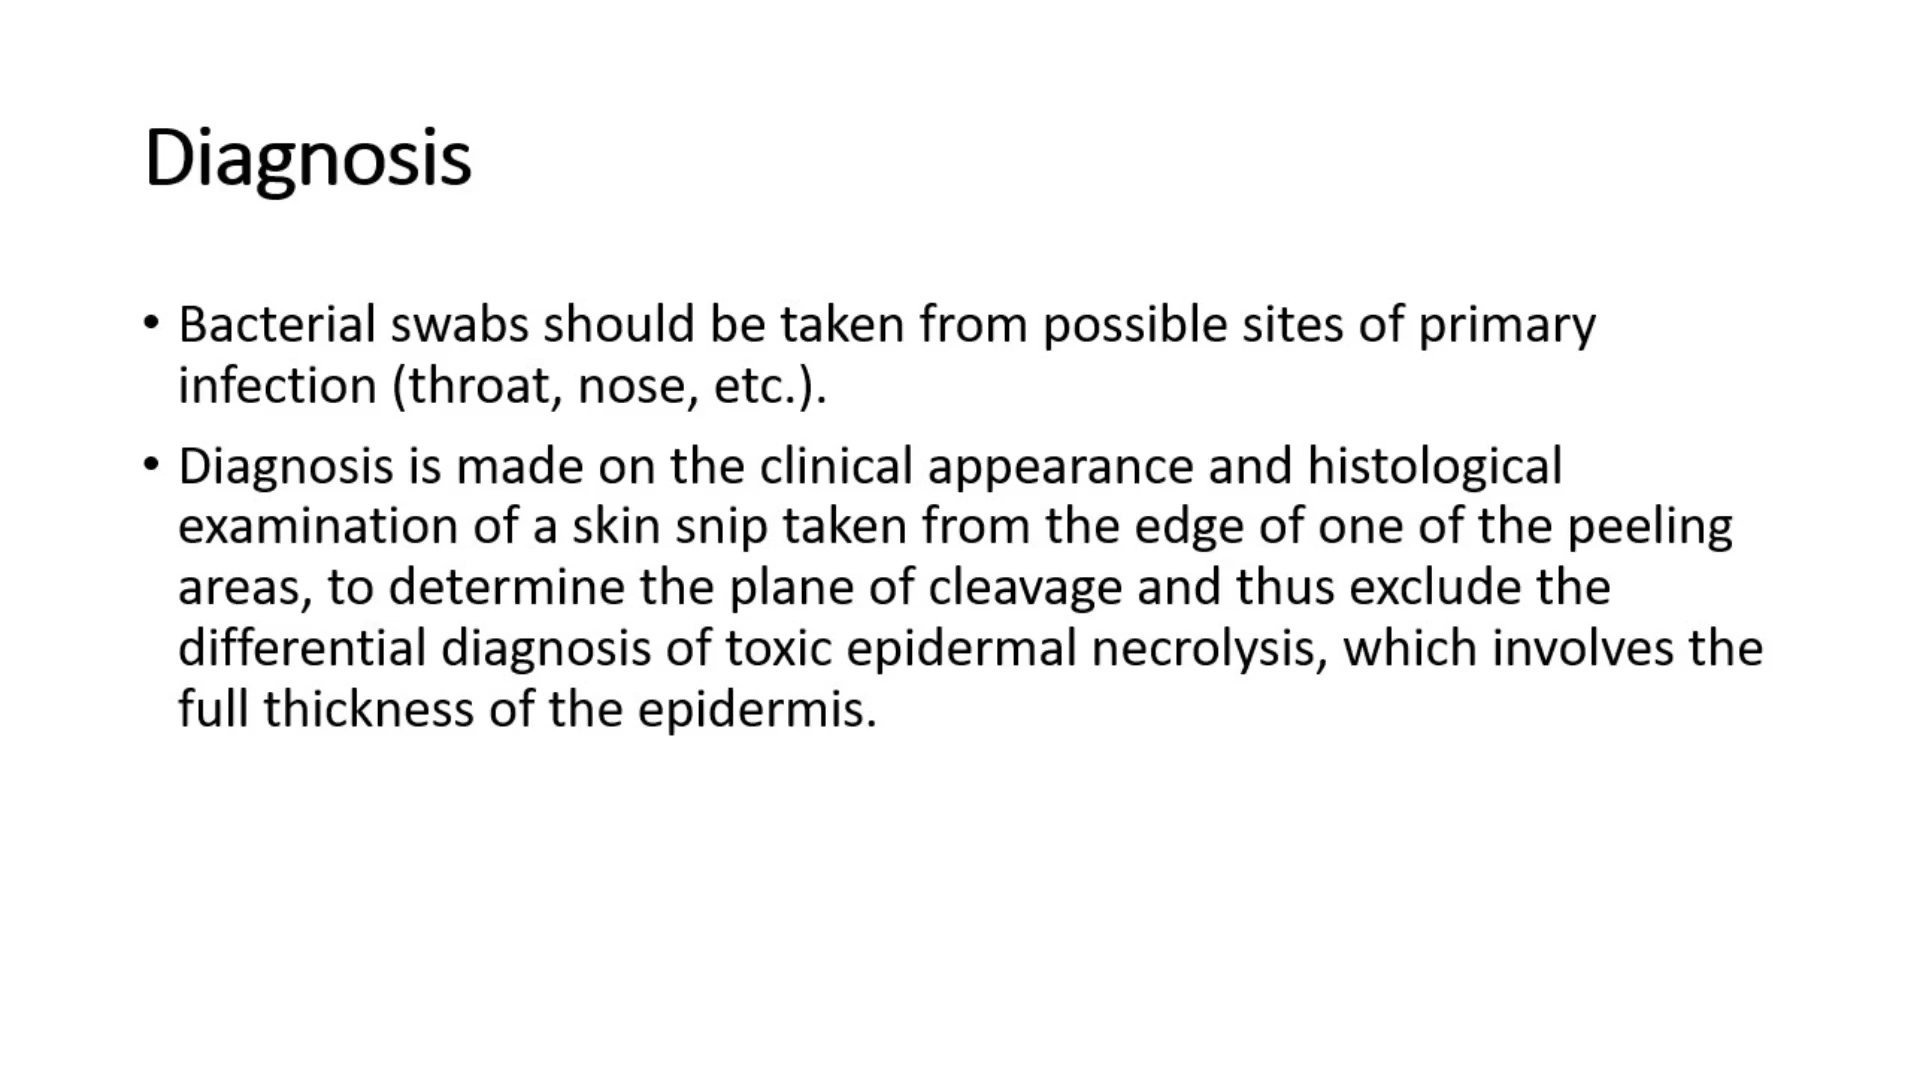 Diagnosis
• Bacterial swabs should be taken from possible sites of primary
infection (throat, nose, etc.).
• Diagnosis is made on the clinical appearance and histological
examination of a skin snip taken from the edge of one of the peeling
areas, to determine the plane of cleavage and thus exclude the
differential diagnosis of toxic epidermal necrolysis, which involves the
full thickness of the epidermis.